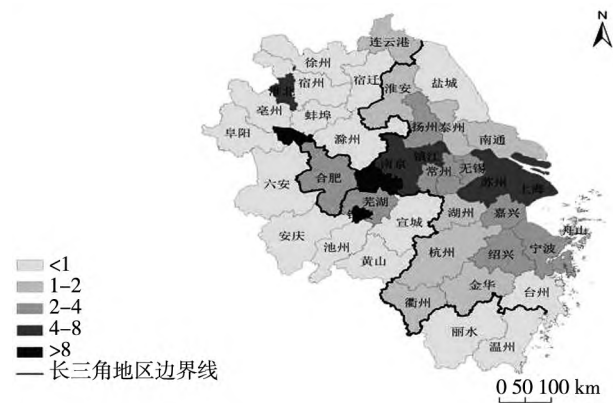 N
连云港
徐州
宿迁
宿州
淮北
淮安
盐城
亳州
蚌埠
扬州
泰州
阜阳
滁州
南通
南京
镇江
常州
无锡
合肥
苏州
上海
六安
芜湖
宣城
湖州
嘉兴
舟山
安庆
池州
杭州
绍兴
宁波
黄山
金华
衢州
台州
丽水
温州
<1
1–2
2–4
4–8
>8
长三角地区边界线
0 50 100 km